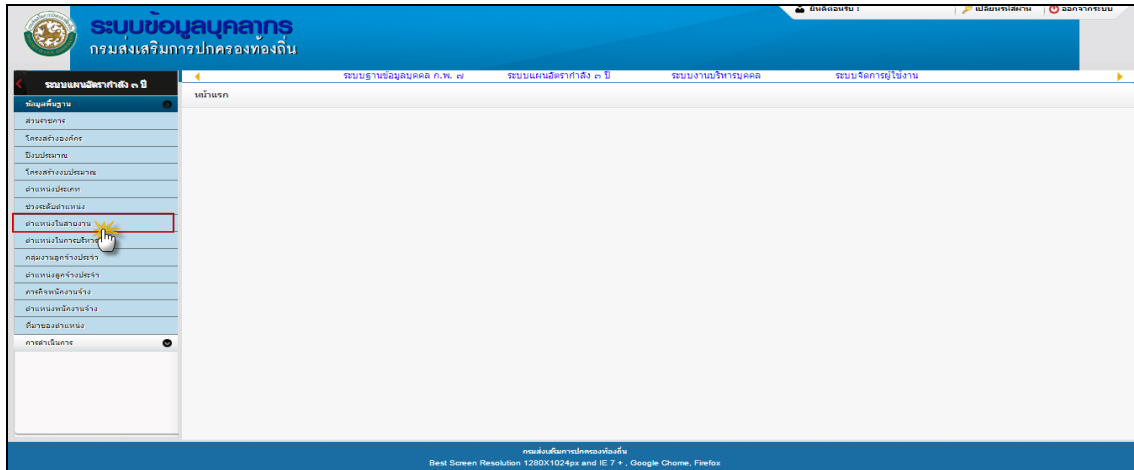 ยินดีต้อนรับ : เปลี่ยนรหัสผ่าน ออกจากระบบ
ระบบข้อมูลบุคลากร
กรมส่งเสริมการปกครองท้องถิ่น
ระบบแผนอัตรากำลัง ๓ ปี
ระบบฐานข้อมูลบุคคล ก.พ. ๗ ระบบแผนอัตรากำลัง ๓ ปี ระบบงานบริหารบุคคล ระบบจัดการผู้ใช้งาน
หน้าแรก
ข้อมูลพื้นฐาน
ส่วนราชการ
โครงสร้างองค์กร
ปีงบประมาณ
โครงสร้างงบประมาณ
ตำแหน่งประเภท
ช่วงระดับตำแหน่ง
ตำแหน่งในสายงาน
ตำแหน่งในการบริหาร
กลุ่มงานลูกจ้างประจำ
ตำแหน่งลูกจ้างประจำ
ภารกิจพนักงานจ้าง
ตำแหน่งพนักงานจ้าง
ที่มาของตำแหน่ง
การดำเนินการ
กรมส่งเสริมการปกครองท้องถิ่น
Best Screen Resolution 1280X1024px and IE 7 + , Google Chome, Firefox